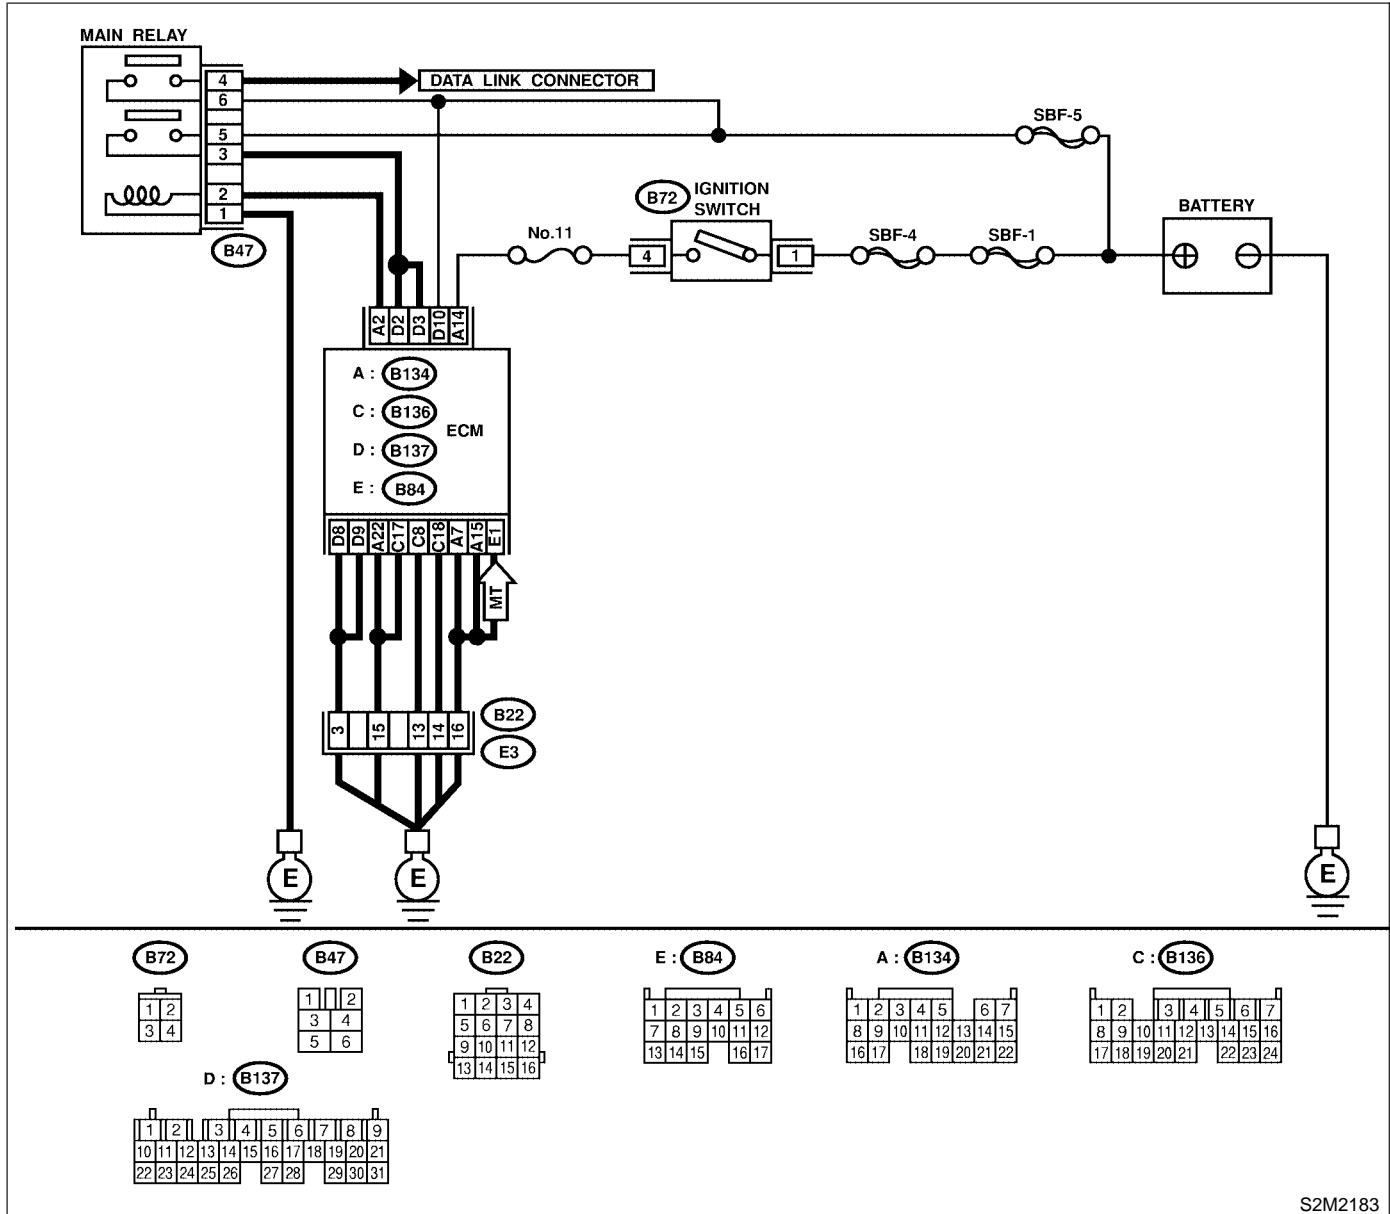 MAIN RELAY
4
DATA LINK CONNECTOR
6
5
3
2
1
B47
SBF-5
B72
IGNITION
SWITCH
No.11
4
1
SBF-4
SBF-1
BATTERY
A2 D2 D3 D10 A14
A : B134
C : B136
ECM
D : B137
E : B84
D8 D9 A22 C17 C8 C18 A7 A15 E1
MT
3 15 13 14 16
B22
E3
E
E
E
B72
1 2
3 4
B47
1 2
3 4
5 6
B22
1 2 3 4
5 6 7 8
9 10 11 12
13 14 15 16
E : B84
1 2 3 4 5 6
7 8 9 10 11 12
13 14 15 16 17
A : B134
1 2 3 4 5 6 7
8 9 10 11 12 13 14 15
16 17 18 19 20 21 22
C : B136
1 2 3 4 5 6 7
8 9 10 11 12 13 14 15 16
17 18 19 20 21 22 23 24
D : B137
1 2 3 4 5 6 7 8 9
10 11 12 13 14 15 16 17 18 19 20 21
22 23 24 25 26 27 28 29 30 31
S2M2183